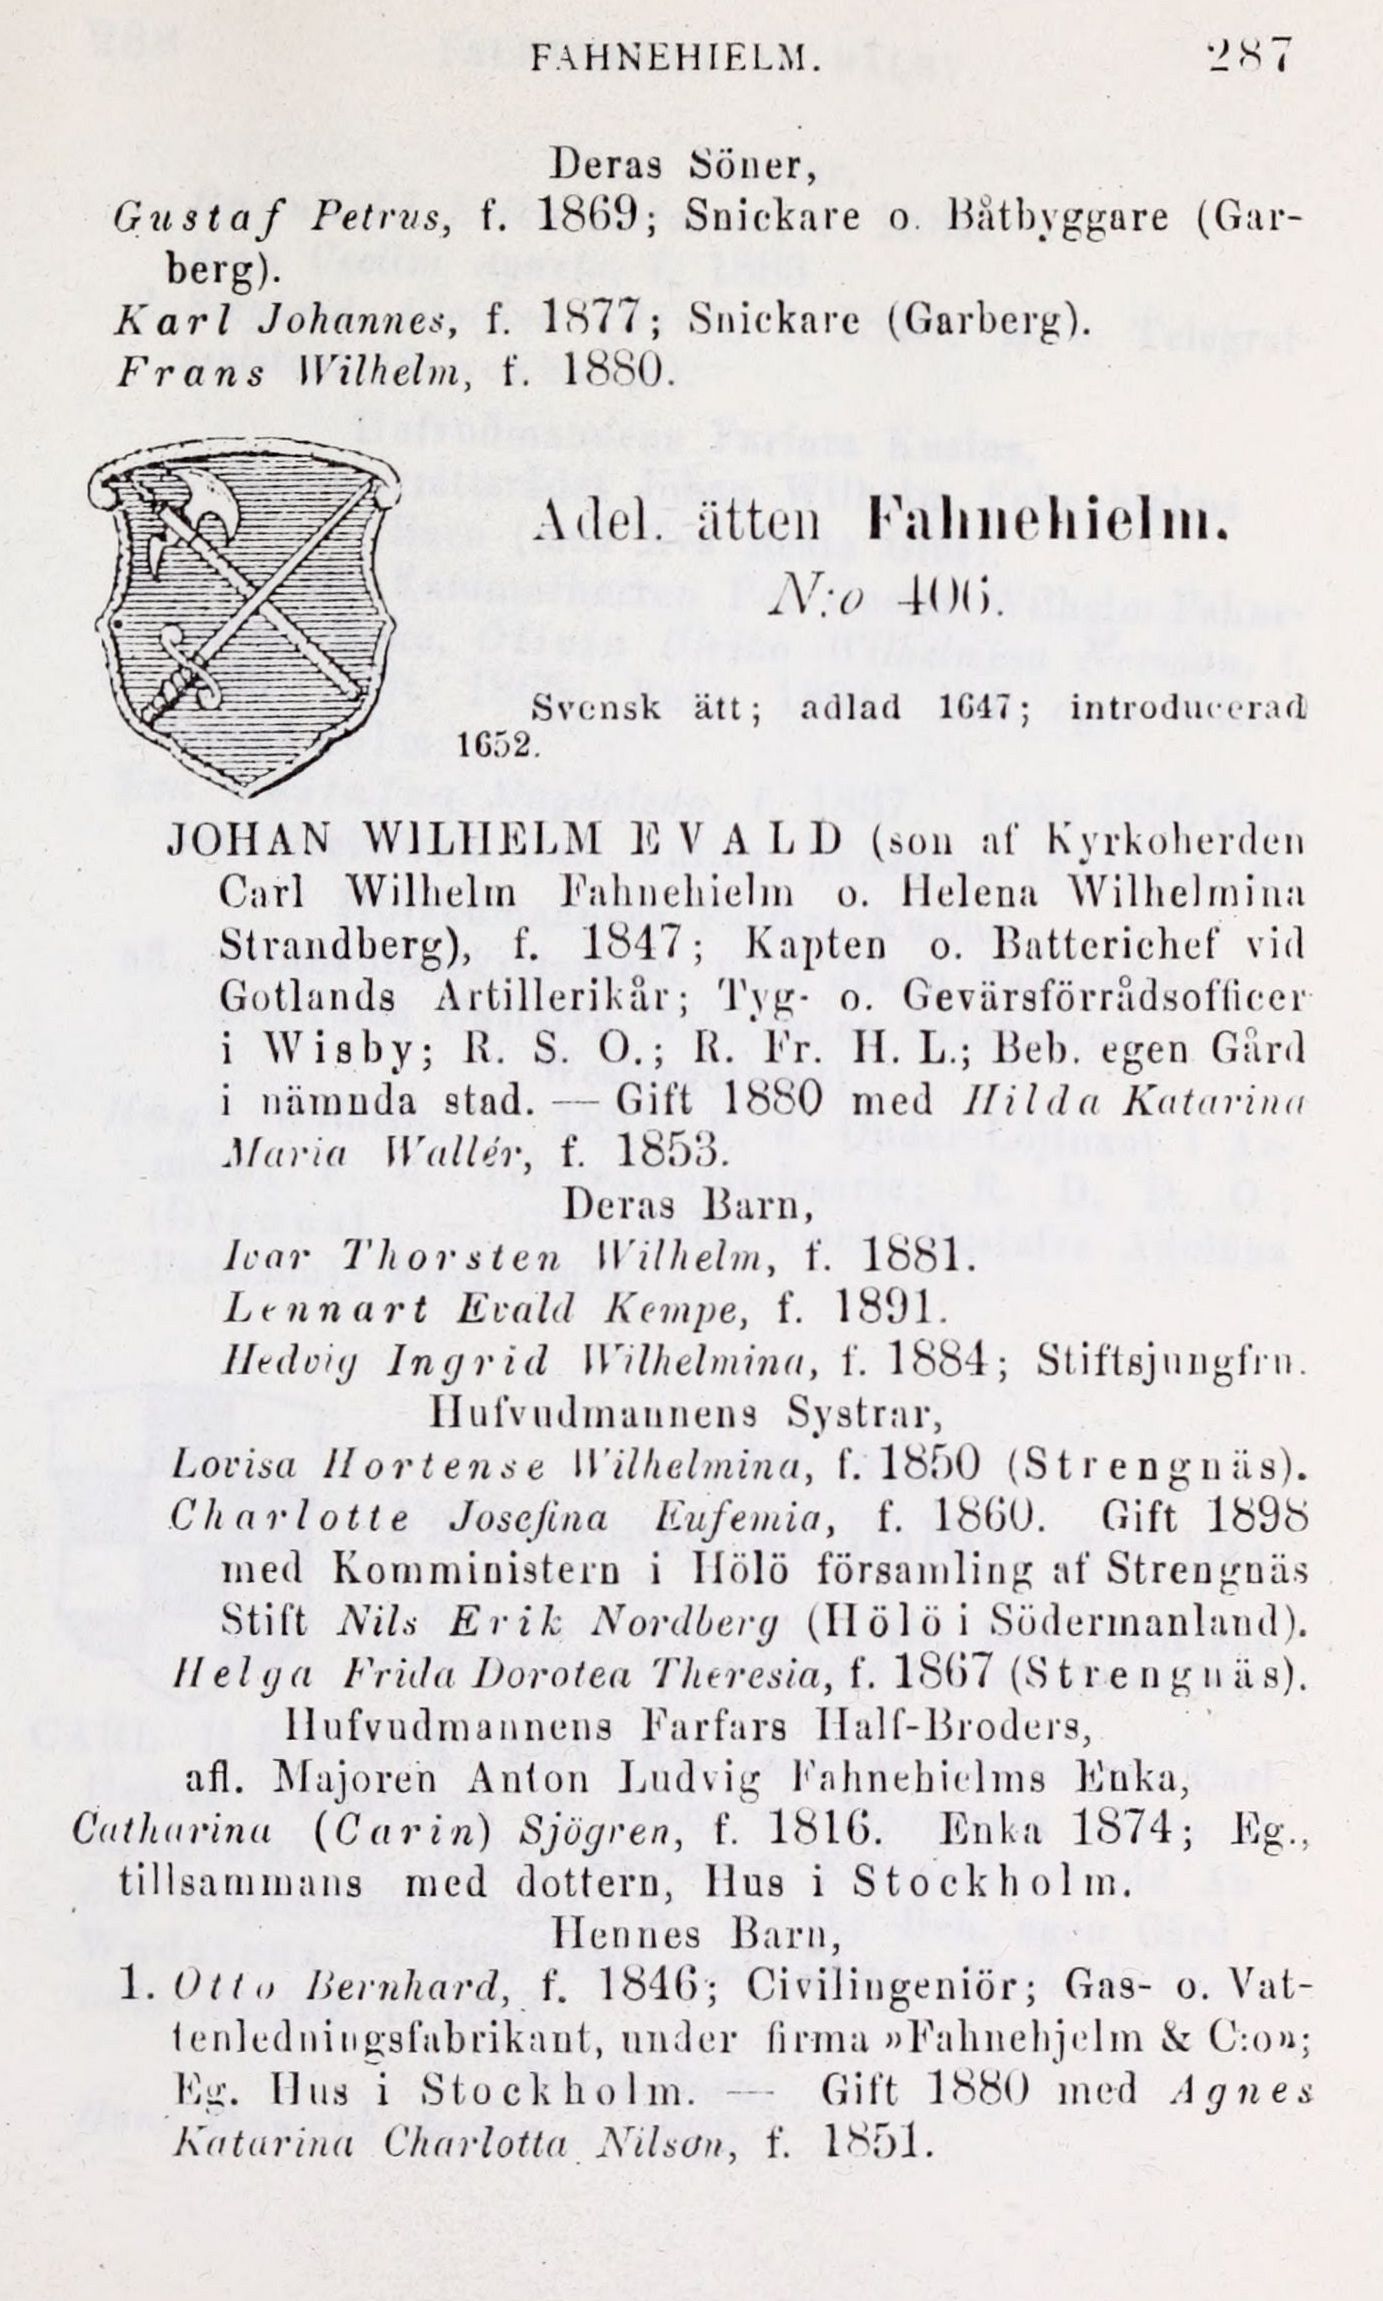 FAHNEHIELM. 287
Deras Söner,
Gustaf Petrus, f. 1869; Snickare o. Båtbyggare (Gar-
berg).
Karl Johannes, f. 1877; Snickare (Garberg).
Frans Wilhelm, f. 1880.
Adel. ätten Fahnehielm.
N:o 406.
Svensk ätt; adlad 1647; introducerad
1652.
JOHAN WILHELM EVALD (son af Kyrkoherden
Carl Wilhelm Fahnehielm o. Helena Wilhelmina
Strandberg), f. 1847; Kapten o. Batterichef vid
Gotlands Artillerikår; Tyg- o. Gevärsförrådsofficer
i Wisby; R. S. O.; R. Fr. H. L.; Beb. egen Gård
i nämnda stad. — Gift 1880 med Hilda Katarina
Maria Wallér, f. 1853.
Deras Barn,
Ivar Thorsten Wilhelm, f. 1881.
Lennart Evald Kempe, f. 1891.
Hedvig Ingrid Wilhelmina, f. 1884; Stiftsjungfru.
Hufvudmannens Systrar,
Lovisa Hortense Wilhelmina, f. 1850 (Strengnäs).
Charlotte Josefina Eufemia, f. 1860. Gift 1898
med Komministern i Hölö församling af Strengnäs
Stift Nils Erik Nordberg (Hölö i Södermanland).
Helga Frida Dorotea Theresia, f. 1867 (Strengnäs).
Hufvudmannens Farfars Half-Broders,
afl. Majoren Anton Ludvig Fahnehielms Enka,
Catharina (Carin) Sjögren, f. 1816. Enka 1874; Eg.,
tillsammans med dottern, Hus i Stockholm.
Hennes Barn,
1. Otto Bernhard, f. 1846; Civilingeniör; Gas- o. Vat-
tenledningsfabrikant, under firma »Fahnehjelm & C:o»;
Eg. Hus i Stockholm. — Gift 1880 med Agnes
Katarina Charlotta Nilson, f. 1851.